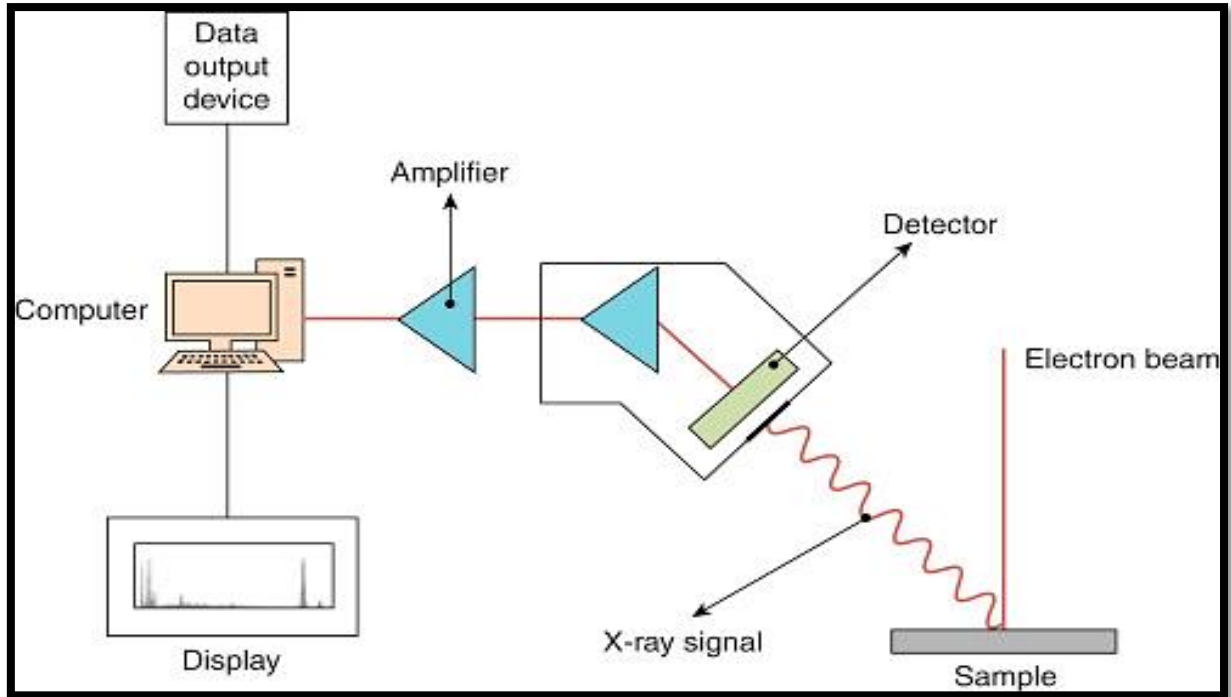 Data
output
device
Amplifier
Detector
Computer
Electron beam
X-ray signal
Display
Sample